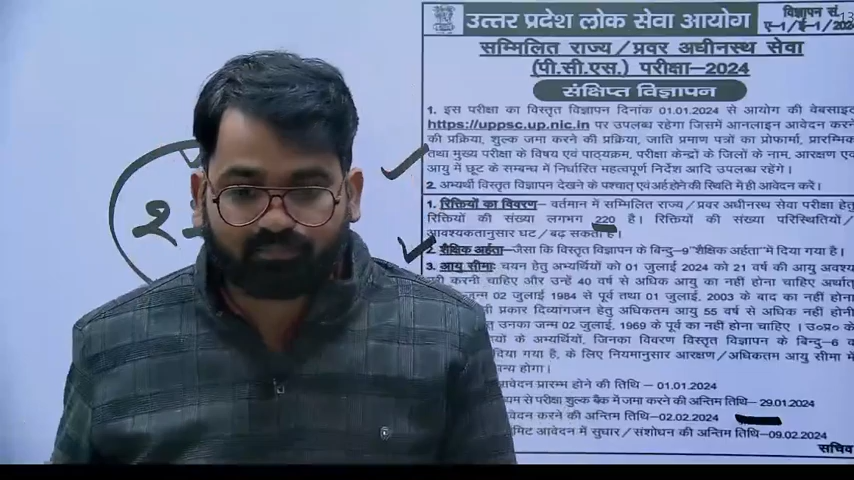 उत्तर प्रदेश लोक सेवा आयोग
विज्ञापन सं.
ए-1/ई-1/2024
सम्मिलित राज्य/प्रवर अधीनस्थ सेवा
(पी.सी.एस.) परीक्षा-2024
संक्षिप्त विज्ञापन
1. इस परीक्षा का विज्ञापन दिनांक 01.01.2024 से आयोग की वेबसाइट
https://uppsc.up.nic.in पर उपलब्ध रहेगा जिसमें आनलाइन आवेदन करने
की प्रक्रिया, शुल्क जमा करने की प्रक्रिया, जाति प्रमाण पत्रों का प्रोफार्मा, प्रारम्भिक
तथा मुख्य परीक्षा के विषय एवं पाठ्यक्रम, परीक्षा केन्द्रों के जिलों के नाम, आरक्षण एवं
आयु में छूट के सम्बन्ध में निर्धारित महत्वपूर्ण निर्देश आदि उपलब्ध रहेंगे।
2. अभ्यर्थी विस्तृत विज्ञापन देखने के पश्चात् एवं अर्ह होने की स्थिति में ही आवेदन करें।
1. रिक्तियों का विवरण- वर्तमान में सम्मिलित राज्य/प्रवर अधीनस्थ सेवा परीक्षा हेतु
रिक्तियों की संख्या लगभग 220 है। रिक्तियों की संख्या परिस्थितियों/
आवश्यकतानुसार घट/बढ़ सकती है।
2. शैक्षिक अर्हता-जैसा कि विस्तृत विज्ञापन के बिन्दु-9 "शैक्षिक अर्हता" में दिया गया है।
3. आयु सीमा: चयन हेतु अभ्यर्थियों को 01 जुलाई 2024 को 21 वर्ष की आयु अवश्य
करनी चाहिए और उन्हें 40 वर्ष से अधिक आयु का नहीं होना चाहिए अर्थात्
जन्म 02 जुलाई 1984 से पूर्व तथा 01 जुलाई, 2003 के बाद का नहीं होना
हेतु अधिकतम आयु 55 वर्ष से अधिक नहीं होनी
उनका जन्म 02 जुलाई, 1969 के पूर्व का नहीं होना चाहिए। उ०प्र० के
के अभ्यर्थियों, जिनका विवरण विस्तृत विज्ञापन के बिन्दु-6
दिया गया है, के लिए नियमानुसार आरक्षण/अधिकतम आयु सीमा में
होगी।
आवेदन प्रारम्भ होने की तिथि – 01.01.2024
परीक्षा शुल्क बैंक में जमा करने की अन्तिम तिथि–29.01.2024
आवेदन करने की अन्तिम तिथि–02.02.2024
आवेदन में सुधार/संशोधन की अन्तिम तिथि–09.02.2024
सचिव